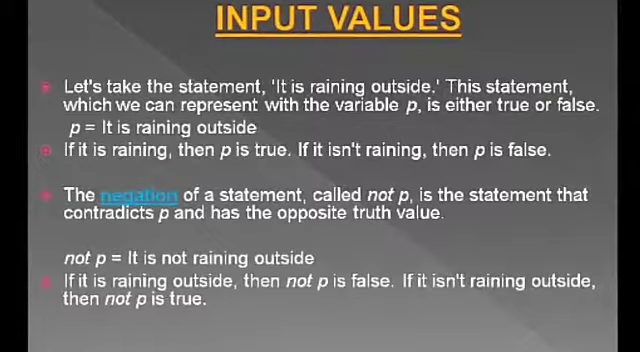 INPUT VALUES
Let's take the statement, 'It is raining outside.' This statement,
which we can represent with the variable p, is either true or false.
p = It is raining outside
If it is raining, then p is true. If it isn't raining, then p is false.
The negation of a statement, called not p, is the statement that
contradicts p and has the opposite truth value.
not p = It is not raining outside
If it is raining outside, then not p is false. If it isn't raining outside,
then not p is true.